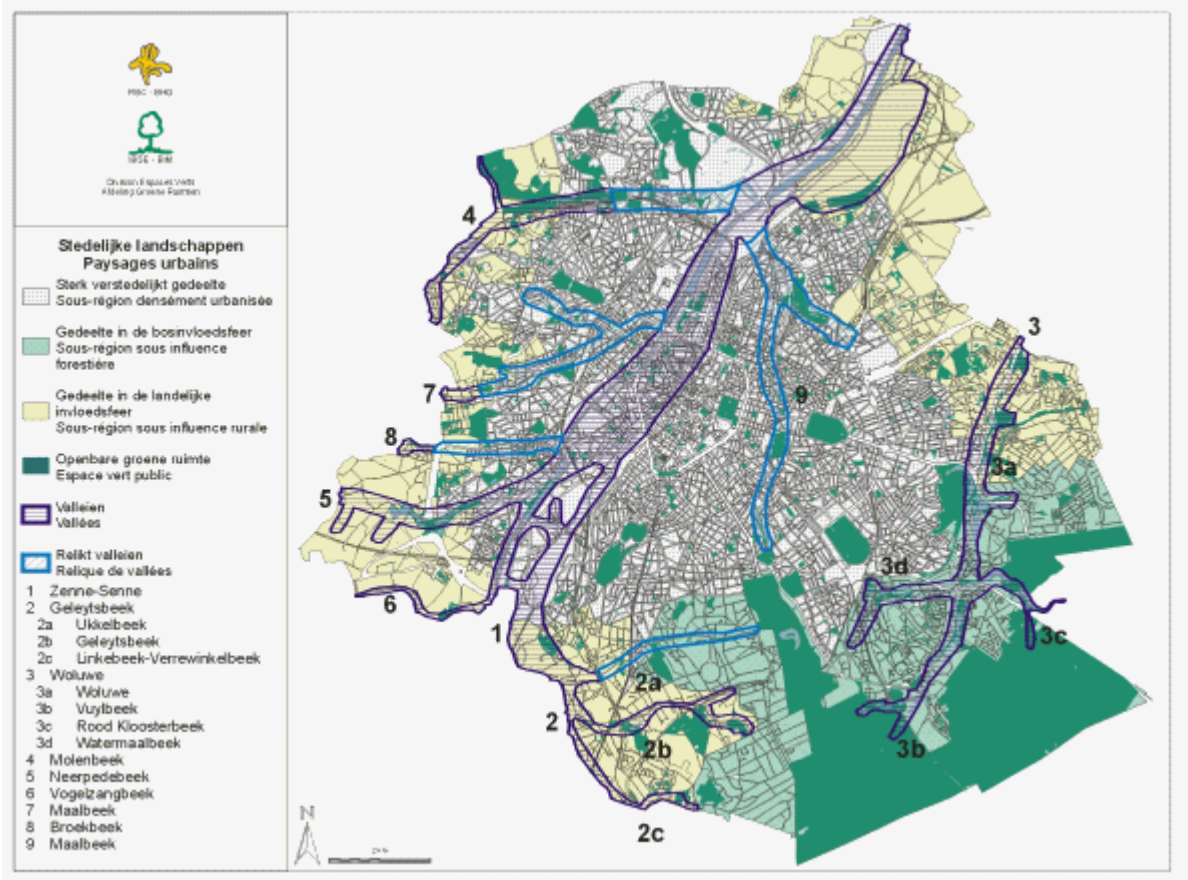 RBC - BHG
IBGE - BIM
Division Espaces Verts
Afdeling Groene Ruimten
Stedelijke landschappen
Paysages urbains
Sterk verstedelijkt gedeelte
Sous-région densément urbanisée
Gedeelte in de bosinvloedsfeer
Sous-région sous influence
forestière
Gedeelte in de landelijke
invloedsfeer
Sous-région sous influence rurale
Openbare groene ruimte
Espace vert public
Valleien
Vallées
Relikt valleien
Relique de vallées
1 Zenne-Senne
2 Geleytsbeek
2a Ukkelbeek
2b Geleytsbeek
2c Linkebeek-Verrewinkelbeek
3 Woluwe
3a Woluwe
3b Vuylbeek
3c Rood Kloosterbeek
3d Watermaalbeek
4 Molenbeek
5 Neerpedebeek
6 Vogelzangbeek
7 Maalbeek
8 Broekbeek
9 Maalbeek
4
3
7
9
8
3a
5
3d
6
1
3c
2a
2
2b
3b
2c
N